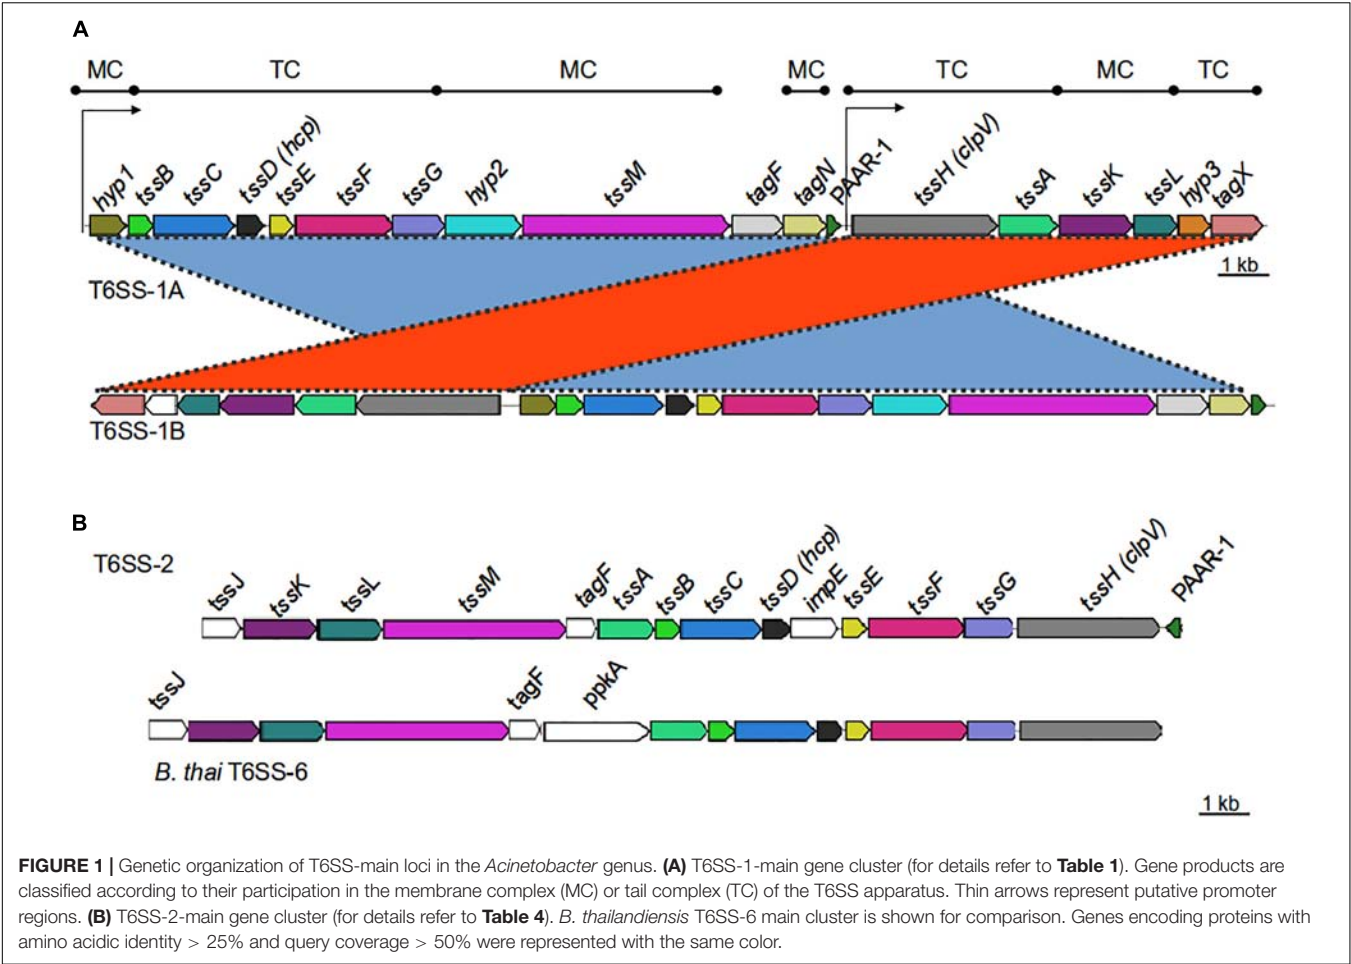 A
MC TC MC MC TC MC TC
hyp1 tssB tssC tssD (hcp) tssE tssF tssG hyp2 tssM tagF tagN PAAR-1 tssH (clpV) tssA tssK tssL hyp3 tagX
1 kb
T6SS-1A
T6SS-1B
B
T6SS-2
tssJ tssK tssL tssM tagF tssA tssB tssC tssD (hcp) impE tssE tssF tssG tssH (clpV) PAAR-1
tssJ tagF ppkA
B. thai T6SS-6
1 kb
FIGURE 1 | Genetic organization of T6SS-main loci in the Acinetobacter genus. (A) T6SS-1-main gene cluster (for details refer to Table 1). Gene products are
classified according to their participation in the membrane complex (MC) or tail complex (TC) of the T6SS apparatus. Thin arrows represent putative promoter
regions. (B) T6SS-2-main gene cluster (for details refer to Table 4). B. thailandiensis T6SS-6 main cluster is shown for comparison. Genes encoding proteins with
amino acidic identity > 25% and query coverage > 50% were represented with the same color.